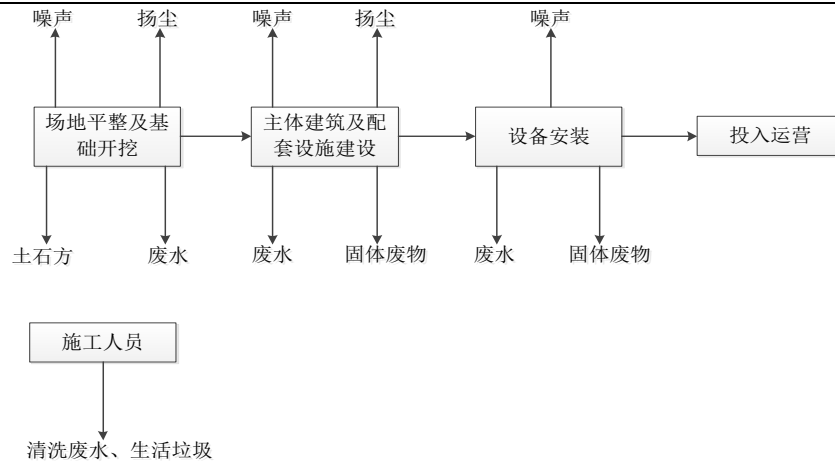 噪声 扬尘 噪声 扬尘 噪声
场地平整及基
础开挖
主体建筑及配
套设施建设
设备安装
投入运营
土石方 废水 废水 固体废物 废水 固体废物
施工人员
清洗废水、生活垃圾